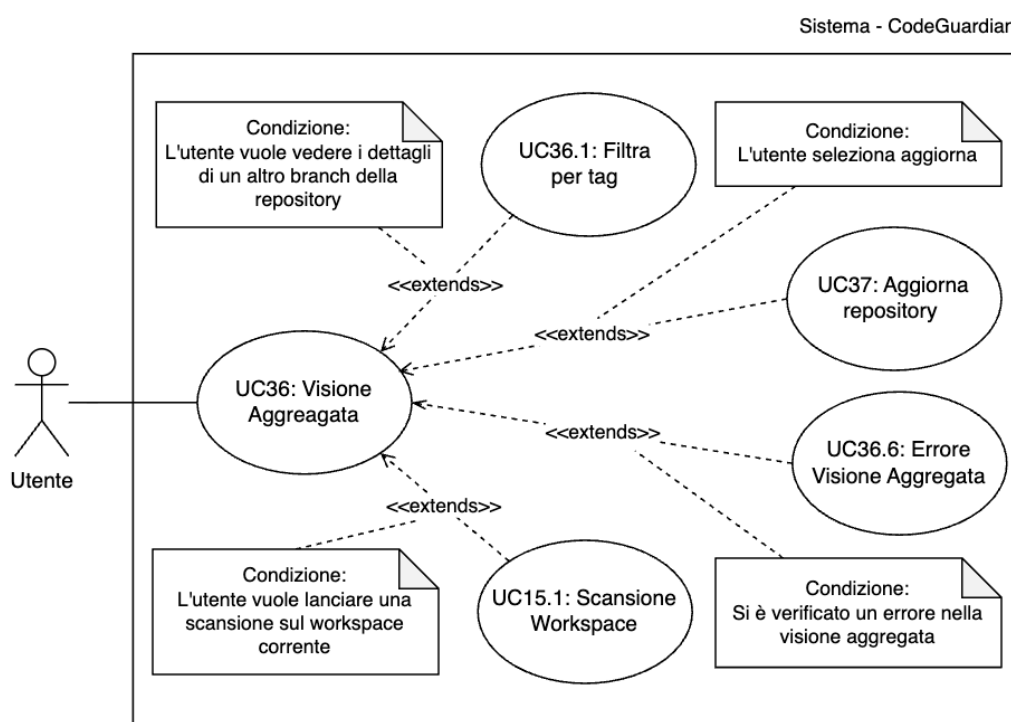 Sistema - CodeGuardian
Condizione:
L'utente vuole vedere i dettagli
di un altro branch della
repository
UC36.1: Filtra
per tag
Condizione:
L'utente seleziona aggiorna
<<extends>>
UC37: Aggiorna
repository
<<extends>>
UC36: Visione
Aggreagata
Utente
<<extends>>
UC36.6: Errore
Visione Aggregata
<<extends>>
Condizione:
L'utente vuole lanciare una
scansione sul workspace
corrente
UC15.1: Scansione
Workspace
Condizione:
Si è verificato un errore nella
visione aggregata